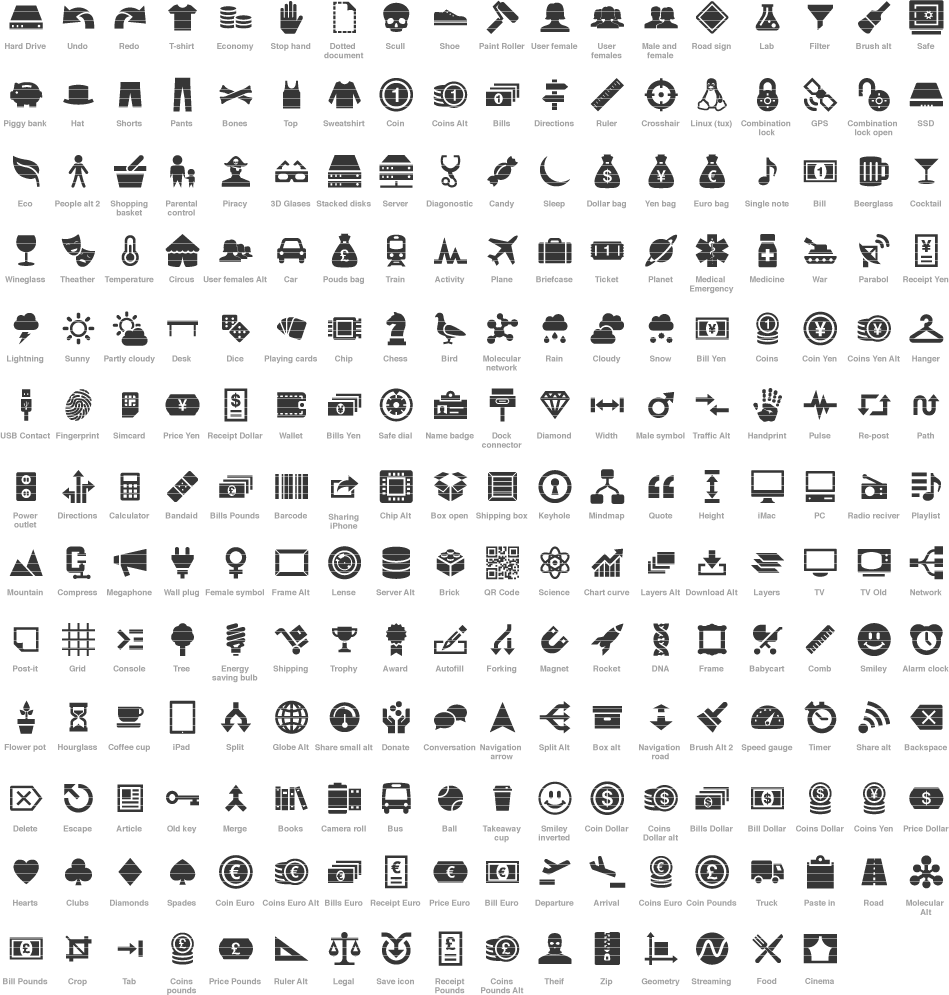 Hard Drive Undo Redo T-shirt Economy Stop hand Dotted document Scull Shoe Paint Roller User female User females Male and female Road sign Lab Filter Brush alt Safe
Piggy bank Hat Shorts Pants Bones Top Sweatshirt Coin Coins Alt Bills Directions Ruler Crosshair Linux (tux) Combination lock GPS Combination lock open SSD
Eco People alt 2 Shopping basket Parental control Piracy 3D Glases Stacked disks Server Diagonostic Candy Sleep Dollar bag Yen bag Euro bag Single note Bill Beerglass Cocktail
Wineglass Theather Temperature Circus User females Alt Car Pouds bag Train Activity Plane Briefcase Ticket Planet Medical Emergency Medicine War Parabol Receipt Yen
Lightning Sunny Partly cloudy Desk Dice Playing cards Chip Chess Bird Molecular network Rain Cloudy Snow Bill Yen Coins Coin Yen Coins Yen Alt Hanger
USB Contact Fingerprint Simcard Price Yen Receipt Dollar Wallet Bills Yen Safe dial Name badge Dock connector Diamond Width Male symbol Traffic Alt Handprint Pulse Re-post Path
Power outlet Directions Calculator Bandaid Bills Pounds Barcode Sharing iPhone Chip Alt Box open Shipping box Keyhole Mindmap Quote Height iMac PC Radio reciver Playlist
Mountain Compress Megaphone Wall plug Female symbol Frame Alt Lense Server Alt Brick QR Code Science Chart curve Layers Alt Download Alt Layers TV TV Old Network
Post-it Grid Console Tree Energy saving bulb Shipping Trophy Award Autofill Forking Magnet Rocket DNA Frame Babycart Comb Smiley Alarm clock
Flower pot Hourglass Coffee cup iPad Split Globe Alt Share small alt Donate Conversation Navigation arrow Split Alt Box alt Navigation road Brush Alt 2 Speed gauge Timer Share alt Backspace
Delete Escape Article Old key Merge Books Camera roll Bus Ball Takeaway cup Smiley inverted Coin Dollar Coins Dollar alt Bills Dollar Bill Dollar Coins Dollar Coins Yen Price Dollar
Hearts Clubs Diamonds Spades Coin Euro Coins Euro Alt Bills Euro Receipt Euro Price Euro Bill Euro Departure Arrival Coins Euro Coin Pounds Truck Paste in Road Molecular Alt
Bill Pounds Crop Tab Coins pounds Price Pounds Ruler Alt Legal Save icon Receipt Pounds Coins Pounds Alt Theif Zip Geometry Streaming Food Cinema